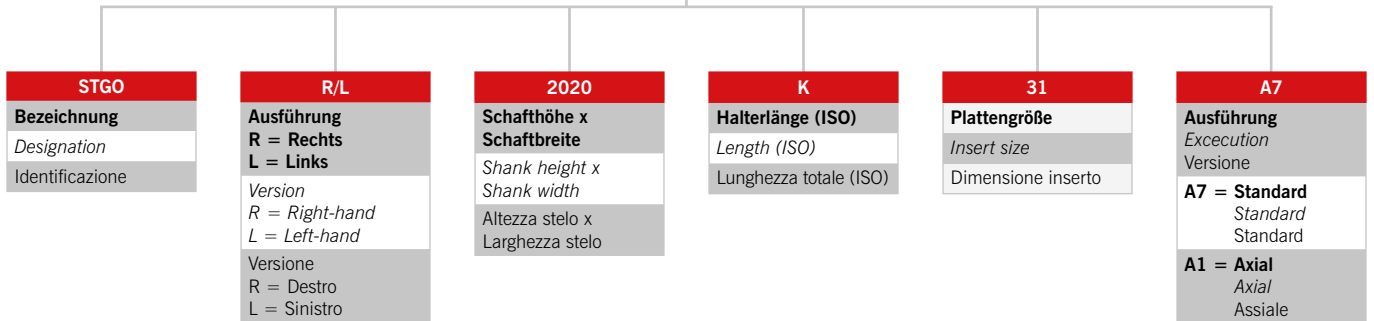 STGO
Bezeichnung
Designation
Identificazione
R/L
Ausführung
R = Rechts
L = Links
Version
R = Right-hand
L = Left-hand
Versione
R = Destro
L = Sinistro
2020
Schafthöhe x
Schaftbreite
Shank height x
Shank width
Altezza stelo x
Larghezza stelo
K
Halterlänge (ISO)
Length (ISO)
Lunghezza totale (ISO)
31
Plattengröße
Insert size
Dimensione inserto
A7
Ausführung
Excecution
Versione
A7 = Standard
Standard
Standard
A1 = Axial
Axial
Assiale